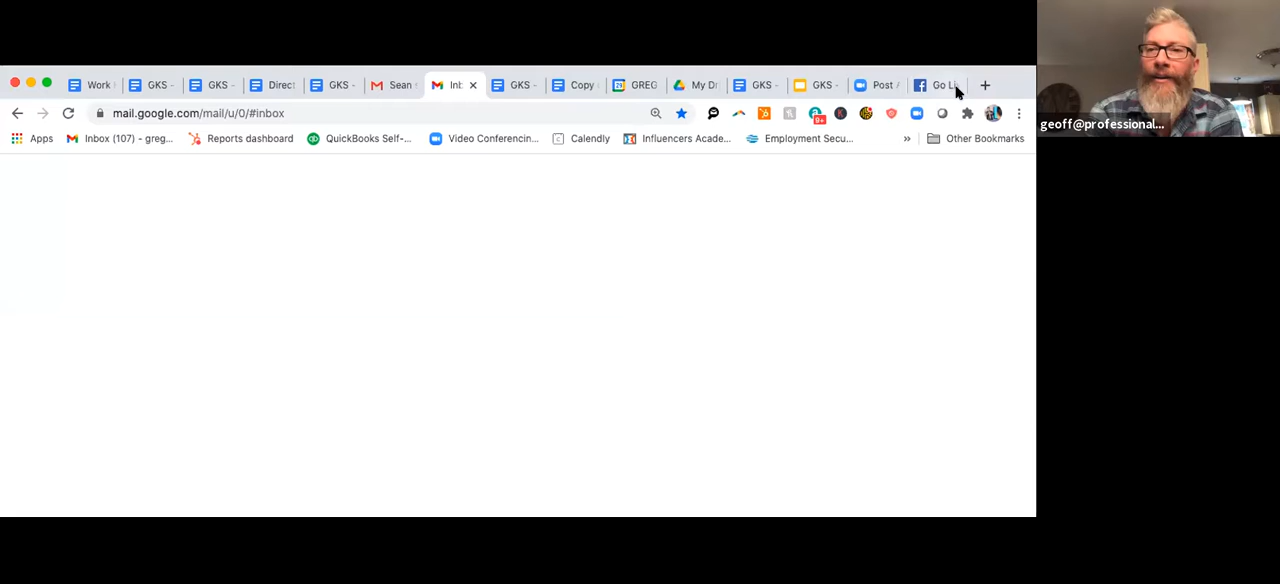 Work
GKS -
GKS -
Direct
GKS -
Sean
Inb
GKS -
Copy
GREG
My Dr
GKS -
GKS -
Post /
Go Li
mail.google.com/mail/u/0/#inbox
9+
Apps
Inbox (107) - greg...
Reports dashboard
QuickBooks Self-...
Video Conferencin...
Calendly
Influencers Acade...
Employment Secu...
»
Other Bookmarks
geoff@professional...